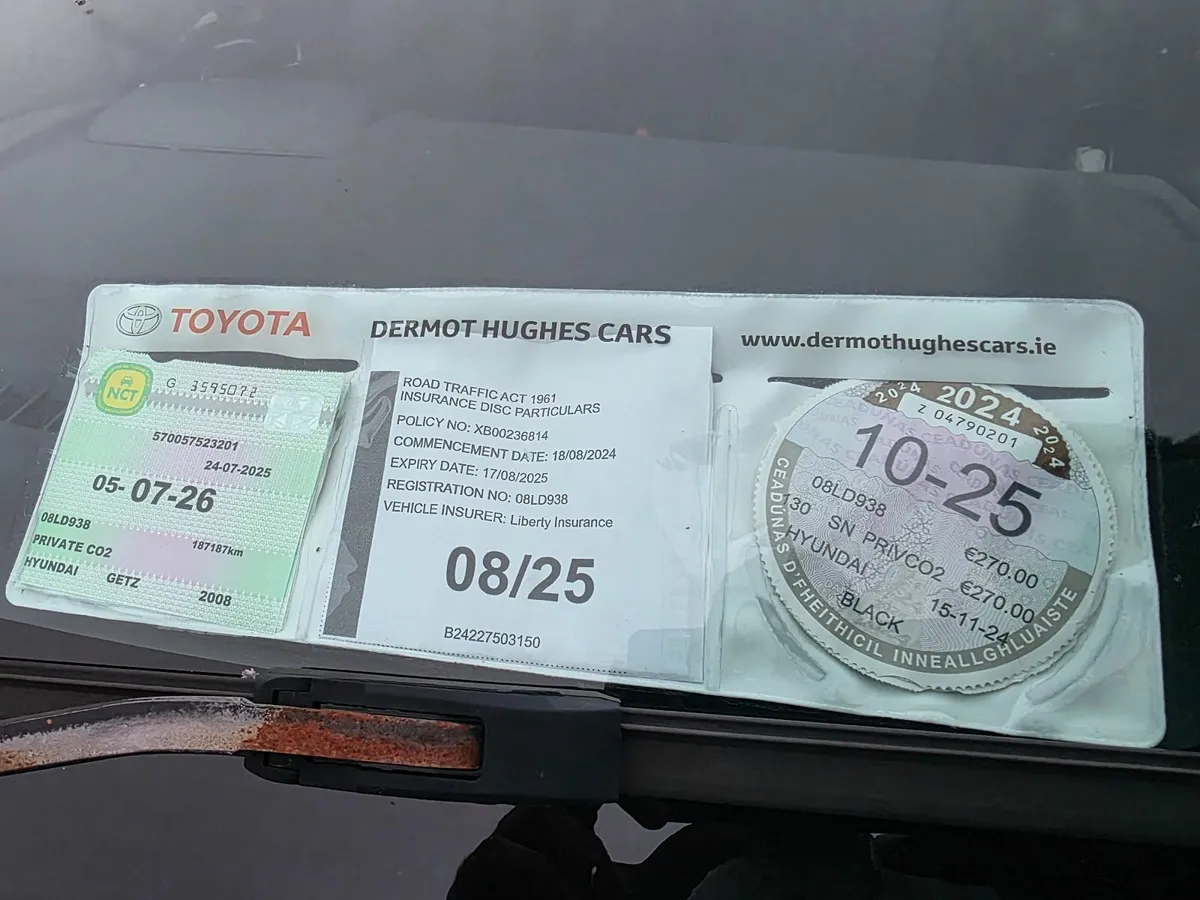 TOYOTA
DERMOT HUGHES CARS
www.dermothughescars.ie
NCT
G 3595072
570057523201
24-07-2025
05-07-26
08LD938
PRIVATE CO2 187187km
HYUNDAI GETZ 2008
ROAD TRAFFIC ACT 1961
INSURANCE DISC PARTICULARS
POLICY NO: XB00236814
COMMENCEMENT DATE: 18/08/2024
EXPIRY DATE: 17/08/2025
REGISTRATION NO: 08LD938
VEHICLE INSURER: Liberty Insurance
08/25
B24227503150
2024 2024 2024
Z 04790201
10-25
08LD938
130 SN PRIVCO2 €270.00
HYUNDAI €270.00
BLACK 15-11-24
CEADÚNAS D'FHEITHICIL INNEALLGHLUAISTE